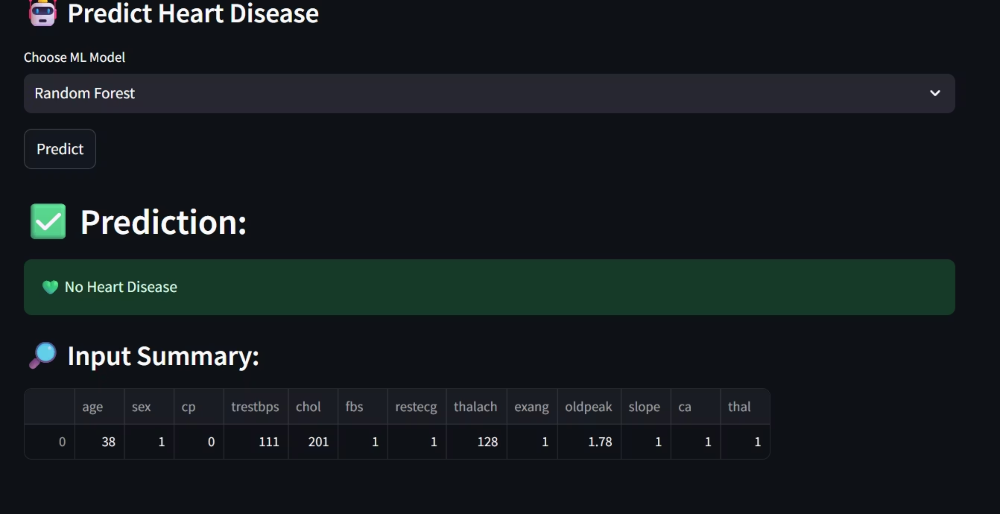 Predict Heart Disease
Choose ML Model
Random Forest
Predict
Prediction:
No Heart Disease
Input Summary:
age sex cp trestbps chol fbs restecg thalach exang oldpeak slope ca thal
0 38 1 0 111 201 1 1 128 1 1.78 1 1 1